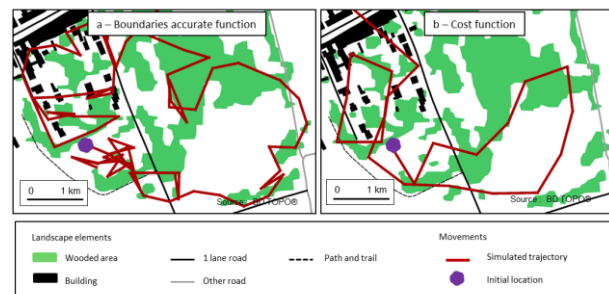 a – Boundaries accurate function
b – Cost function
0 1 km
Source : BD TOPO®
0 1 km
Source : BD TOPO®
Landscape elements
Movements
Wooded area
1 lane road
Path and trail
Simulated trajectory
Building
Other road
Initial location